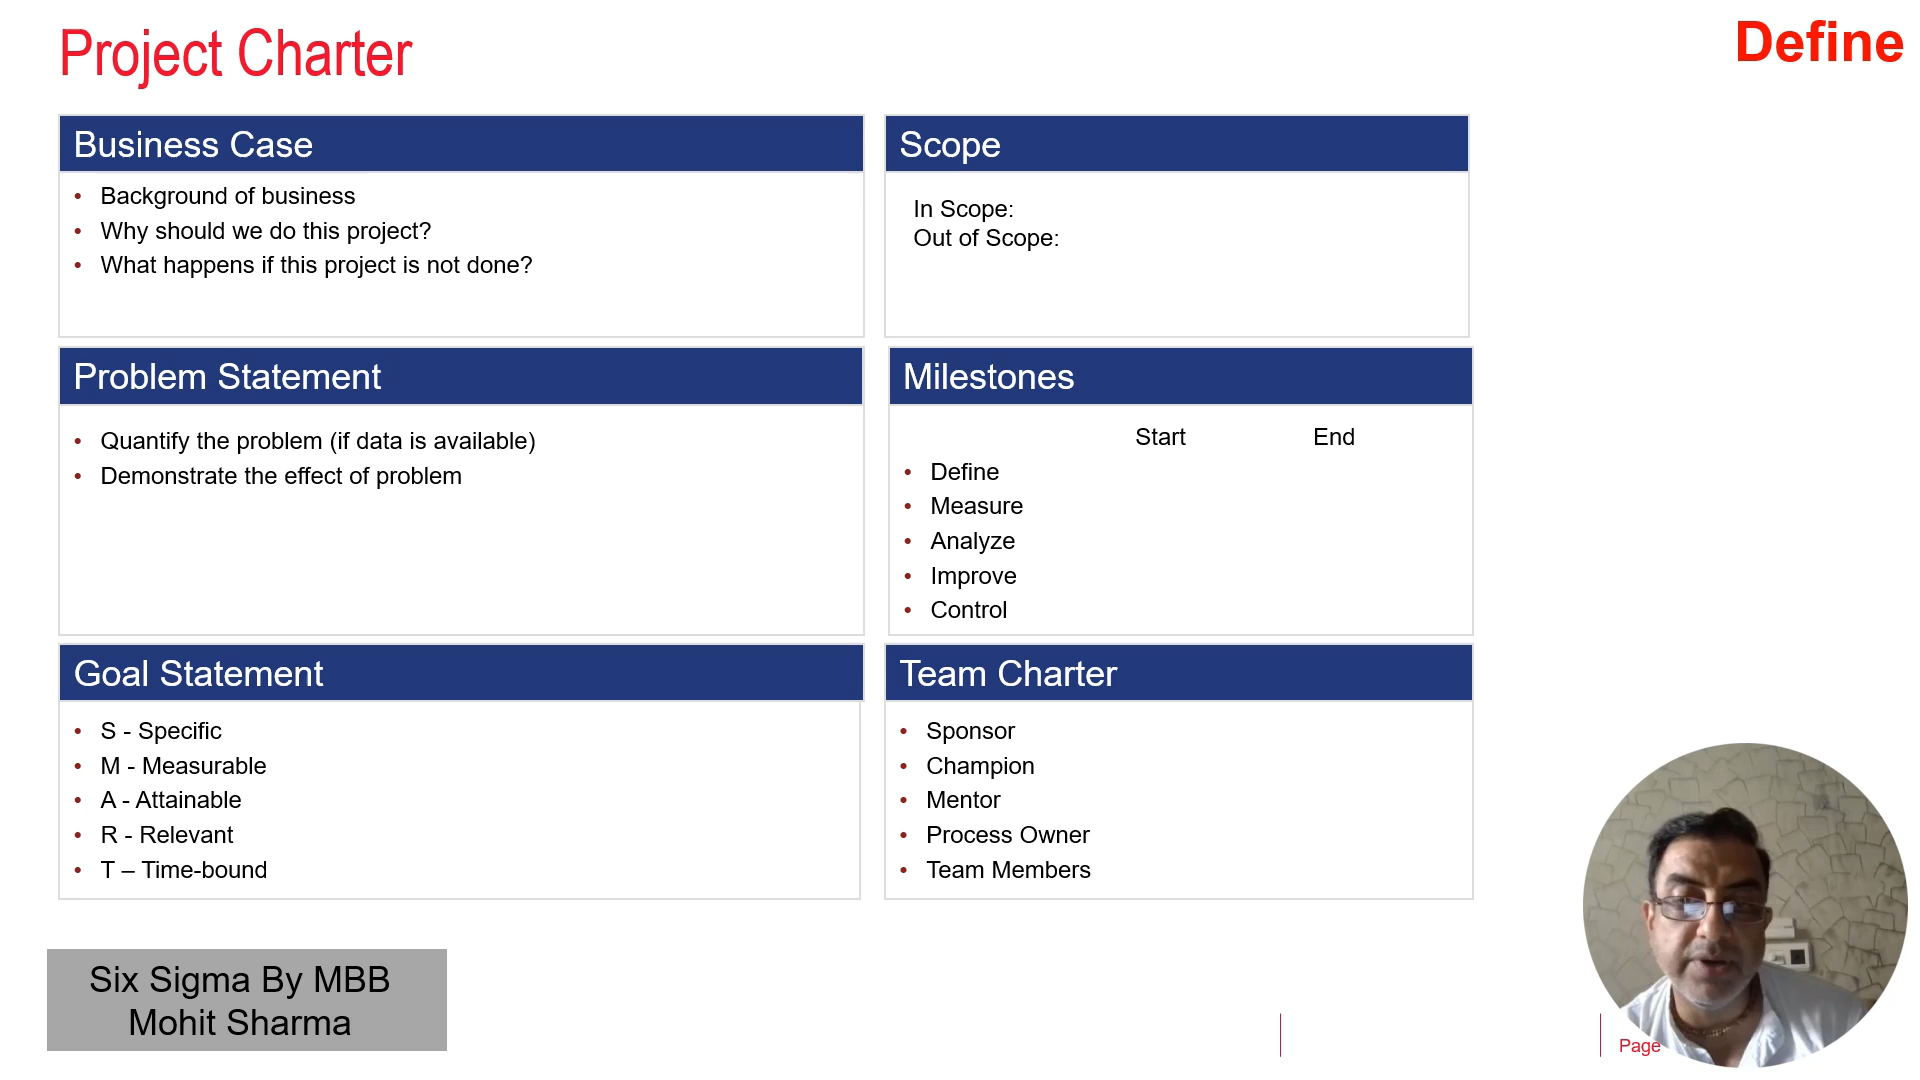 Project Charter
Define
Business Case
• Background of business
• Why should we do this project?
• What happens if this project is not done?
Scope
In Scope:
Out of Scope:
Problem Statement
• Quantify the problem (if data is available)
• Demonstrate the effect of problem
Milestones
Start End
• Define
• Measure
• Analyze
• Improve
• Control
Goal Statement
• S - Specific
• M - Measurable
• A - Attainable
• R - Relevant
• T – Time-bound
Team Charter
• Sponsor
• Champion
• Mentor
• Process Owner
• Team Members
Six Sigma By MBB
Mohit Sharma
Page